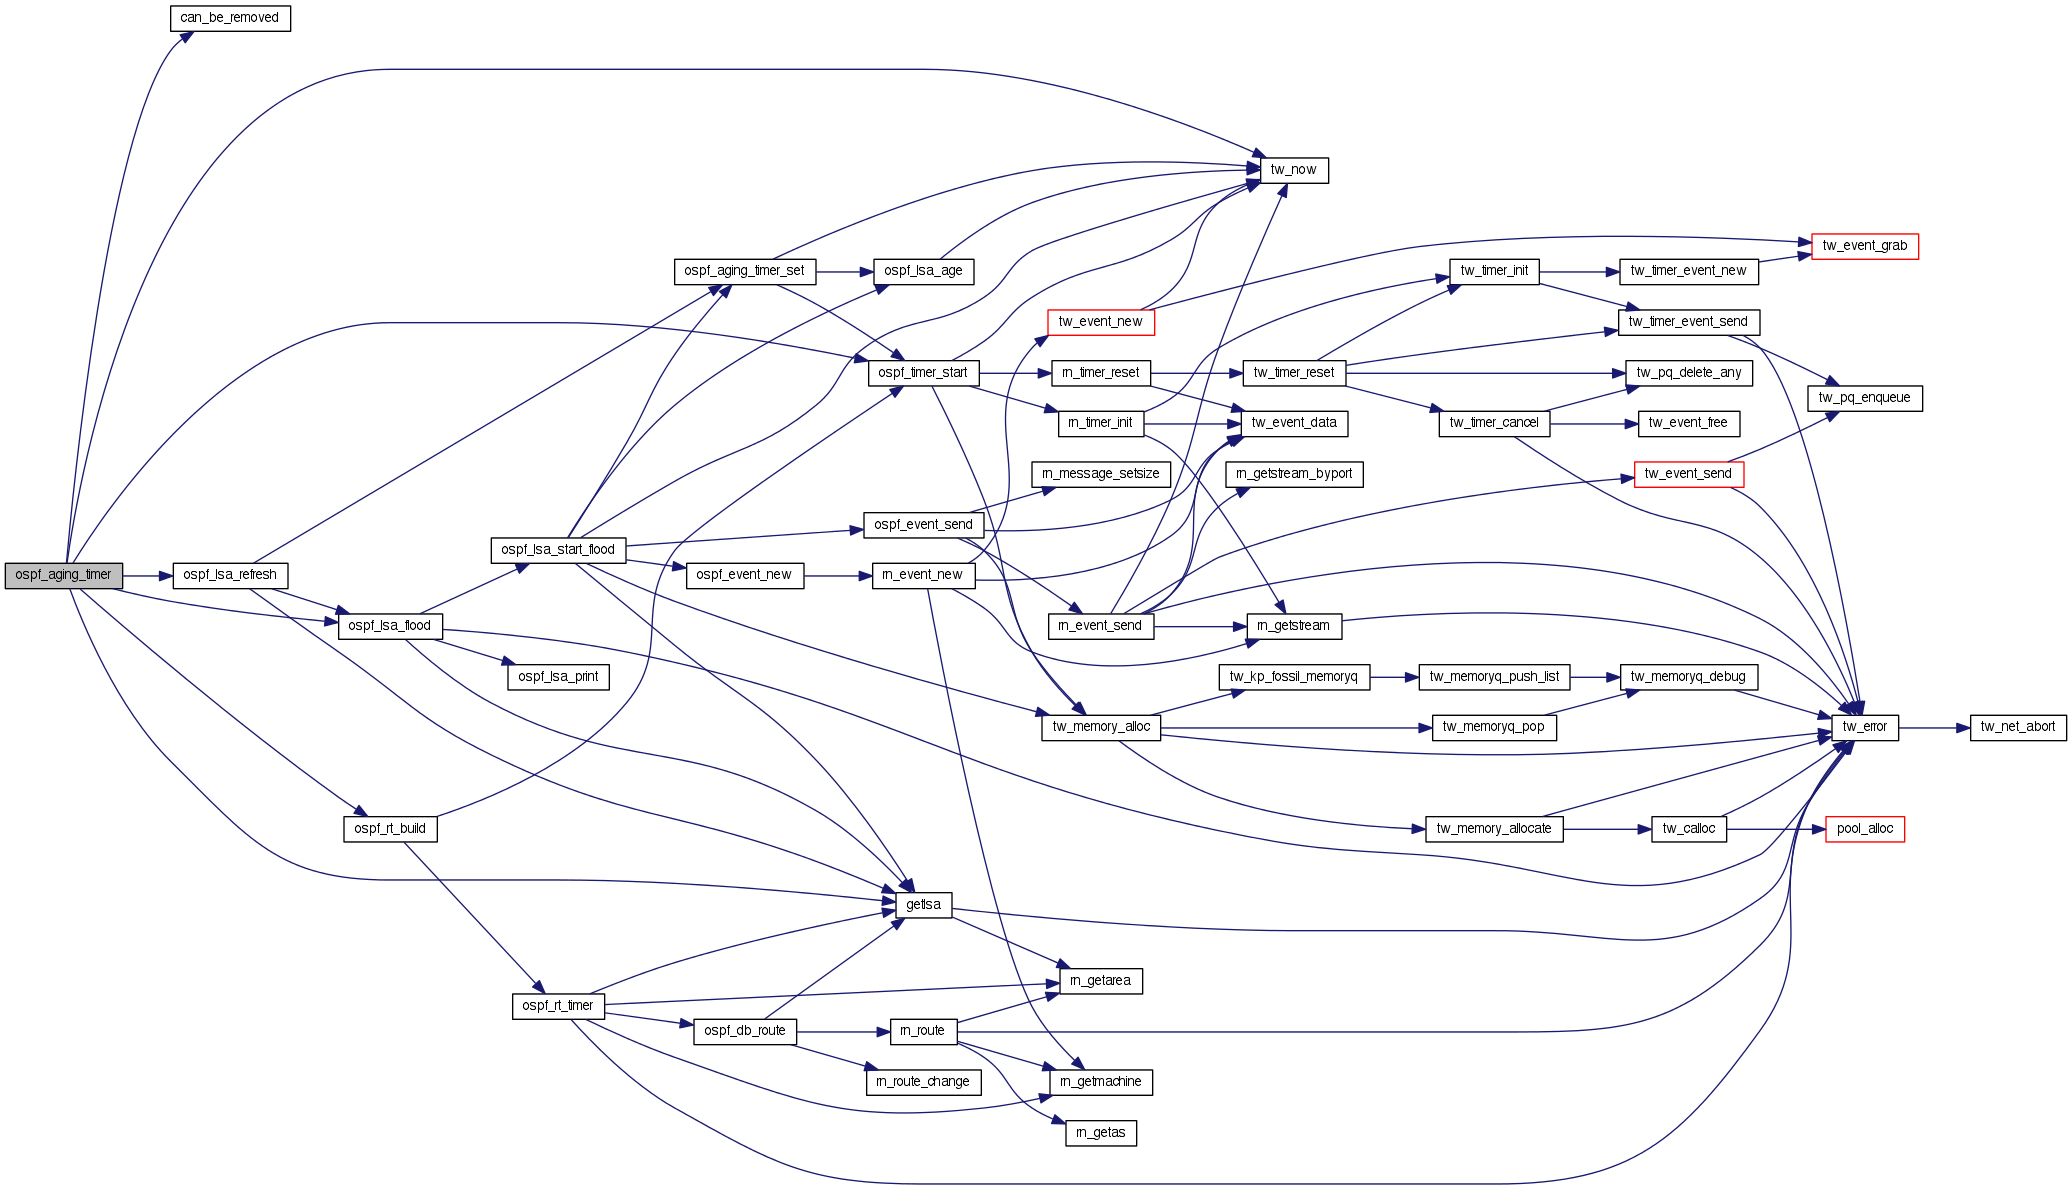 can_be_removed
tw_now
tw_event_grab
ospf_aging_timer_set
ospf_lsa_age
tw_timer_init
tw_timer_event_new
tw_event_new
tw_timer_event_send
ospf_timer_start
rn_timer_reset
tw_timer_reset
tw_pq_delete_any
tw_pq_enqueue
rn_timer_init
tw_event_data
tw_timer_cancel
tw_event_free
rn_message_setsize
rn_getstream_byport
tw_event_send
ospf_event_send
ospf_lsa_start_flood
ospf_aging_timer
ospf_lsa_refresh
ospf_event_new
rn_event_new
ospf_lsa_flood
rn_event_send
rn_getstream
ospf_lsa_print
tw_kp_fossil_memoryq
tw_memoryq_push_list
tw_memoryq_debug
tw_memory_alloc
tw_memoryq_pop
tw_error
tw_net_abort
ospf_rt_build
tw_memory_allocate
tw_calloc
pool_alloc
getlsa
rn_getarea
ospf_rt_timer
ospf_db_route
rn_route
rn_route_change
rn_getmachine
rn_getas